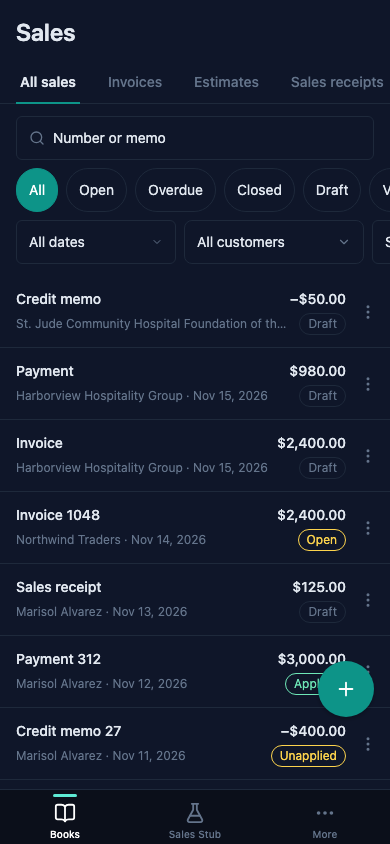 Sales
All sales Invoices Estimates Sales receipts
Number or memo
All Open Overdue Closed Draft
All dates All customers
Credit memo −$50.00
St. Jude Community Hospital Foundation of th... Draft
Payment $980.00
Harborview Hospitality Group · Nov 15, 2026 Draft
Invoice $2,400.00
Harborview Hospitality Group · Nov 15, 2026 Draft
Invoice 1048 $2,400.00
Northwind Traders · Nov 14, 2026 Open
Sales receipt $125.00
Marisol Alvarez · Nov 13, 2026 Draft
Payment 312 $3,000.00
Marisol Alvarez · Nov 12, 2026
Credit memo 27 −$400.00
Marisol Alvarez · Nov 11, 2026 Unapplied
Books Sales Stub More